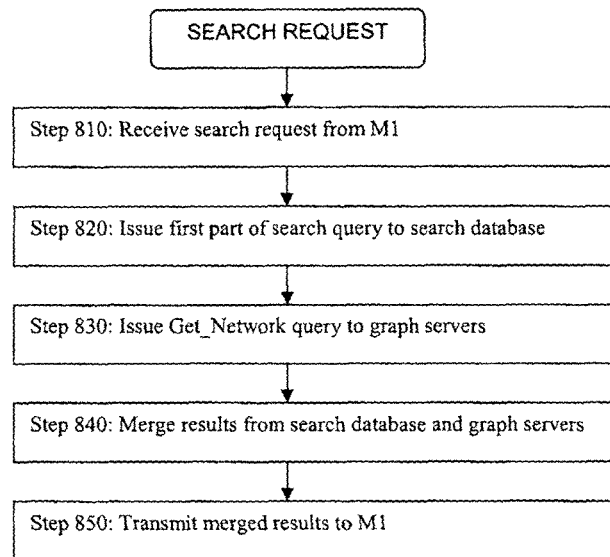 SEARCH REQUEST
Step 810: Receive search request from M1
Step 820: Issue first part of search query to search database
Step 830: Issue Get_Network query to graph servers
Step 840: Merge results from search database and graph servers
Step 850: Transmit merged results to M1